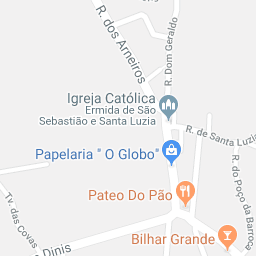 R. dos Arneiros
R. Dom Geraldo
Igreja Católica
Ermida de São
Sebastião e Santa Luzia
R. de Santa Luzia
Papelaria " O Globo"
R. do Poço da Barroca
Pateo Do Pão
Tv. das Covas
Dinis
Bilhar Grande